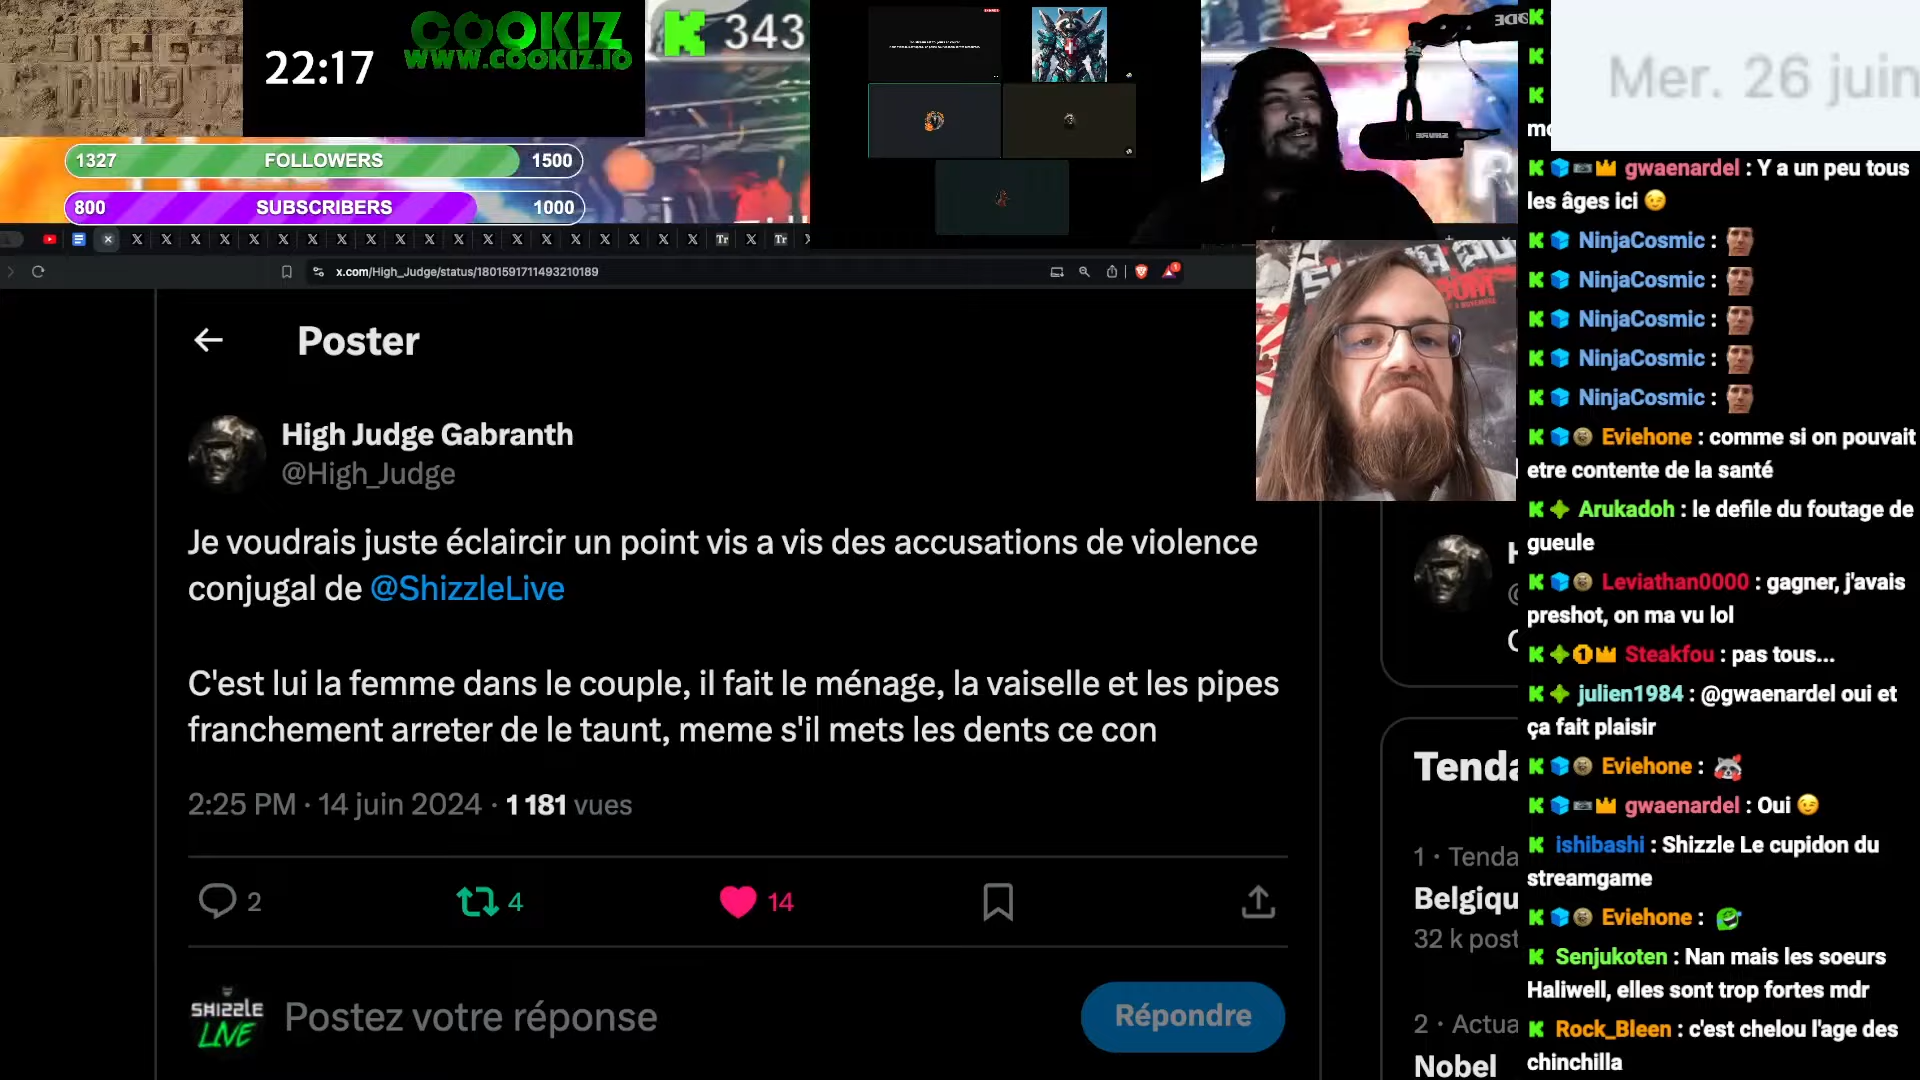 22:17
COOKIZ
WWW.COOKIZ.IO
343
Mer. 26 juin
1327 FOLLOWERS 1500
800 SUBSCRIBERS 1000
x.com/High_Judge/status/1801591711493210189
Poster
High Judge Gabranth
@High_Judge
Je voudrais juste éclaircir un point vis a vis des accusations de violence
conjugal de @ShizzleLive
C'est lui la femme dans le couple, il fait le ménage, la vaiselle et les pipes
franchement arreter de le taunt, meme s'il mets les dents ce con
2:25 PM · 14 juin 2024 · 1 181 vues
2 4 14
SHIZZLE
LIVE
Postez votre réponse
Répondre
Tenda
1 · Tenda
Belgiqu
32 k post
2 · Actua
Nobel
gwaenardel : Y a un peu tous
les âges ici
NinjaCosmic :
NinjaCosmic :
NinjaCosmic :
NinjaCosmic :
NinjaCosmic :
Eviehone : comme si on pouvait
etre contente de la santé
Arukadoh : le defile du foutage de
gueule
Leviathan0000 : gagner, j'avais
preshot, on ma vu lol
Steakfou : pas tous...
julien1984 : @gwaenardel oui et
ça fait plaisir
Eviehone :
gwaenardel : Oui
ishibashi : Shizzle Le cupidon du
streamgame
Eviehone :
Senjukoten : Nan mais les soeurs
Haliwell, elles sont trop fortes mdr
Rock_Bleen : c'est chelou l'age des
chinchilla